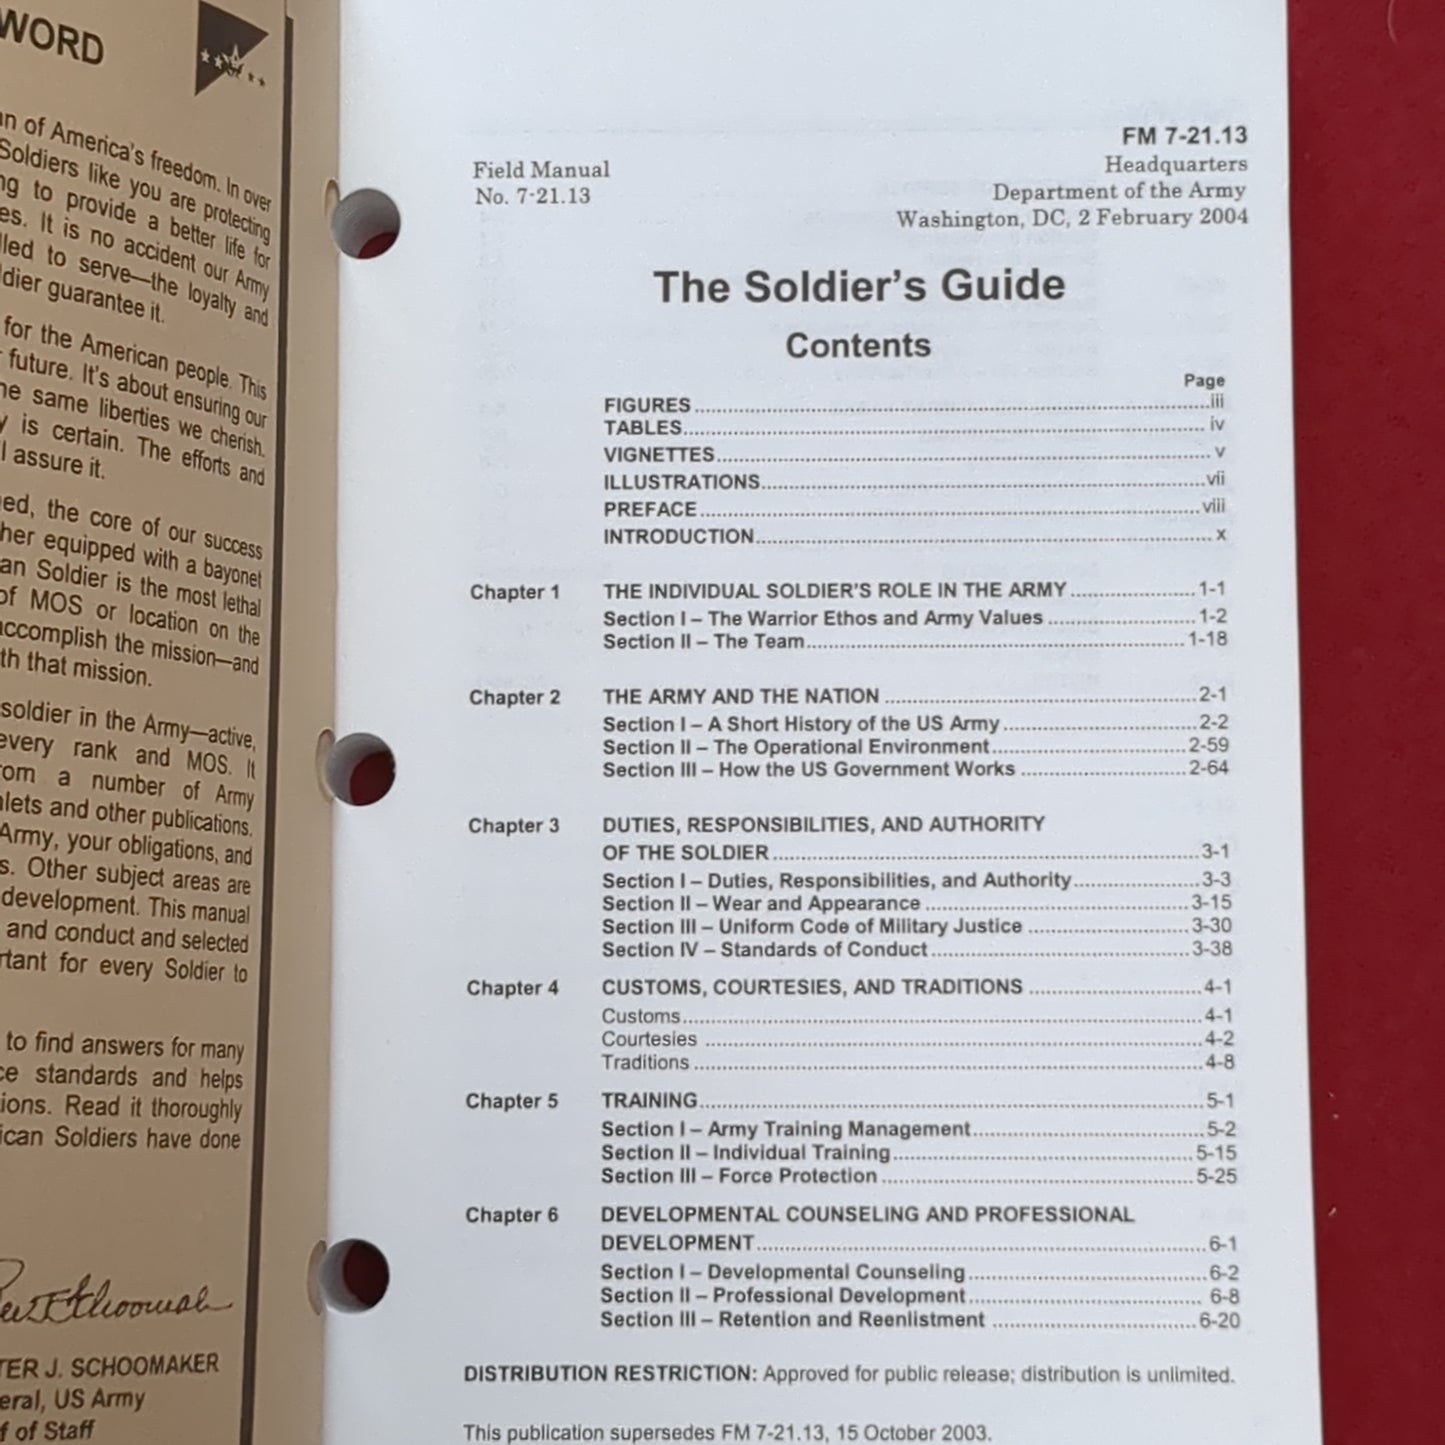 WORD
of America's freedom. In over
Soldiers like you are protecting
to provide a better life for
It is no accident our Army
to serve—the loyalty and
guarantee it.
for the American people. This
future. It's about ensuring our
same liberties we cherish.
is certain. The efforts and
assure it.
the core of our success
equipped with a bayonet
Soldier is the most lethal
of MOS or location on the
accomplish the mission—and
that mission.
soldier in the Army—active,
every rank and MOS. It
a number of Army
and other publications.
Army, your obligations, and
Other subject areas are
development. This manual
and conduct and selected
for every Soldier to
to find answers for many
standards and helps
Read it thoroughly
Soldiers have done
TER J. SCHOOMAKER
eral, US Army
of Staff
FM 7-21.13
Field Manual
No. 7-21.13
Headquarters
Department of the Army
Washington, DC, 2 February 2004
The Soldier's Guide
Contents
Page
FIGURES iii
TABLES iv
VIGNETTES v
ILLUSTRATIONS vii
PREFACE viii
INTRODUCTION x
Chapter 1 THE INDIVIDUAL SOLDIER'S ROLE IN THE ARMY 1-1
Section I – The Warrior Ethos and Army Values 1-2
Section II – The Team 1-18
Chapter 2 THE ARMY AND THE NATION 2-1
Section I – A Short History of the US Army 2-2
Section II – The Operational Environment 2-59
Section III – How the US Government Works 2-64
Chapter 3 DUTIES, RESPONSIBILITIES, AND AUTHORITY
OF THE SOLDIER 3-1
Section I – Duties, Responsibilities, and Authority 3-3
Section II – Wear and Appearance 3-15
Section III – Uniform Code of Military Justice 3-30
Section IV – Standards of Conduct 3-38
Chapter 4 CUSTOMS, COURTESIES, AND TRADITIONS 4-1
Customs 4-1
Courtesies 4-2
Traditions 4-8
Chapter 5 TRAINING 5-1
Section I – Army Training Management 5-2
Section II – Individual Training 5-15
Section III – Force Protection 5-25
Chapter 6 DEVELOPMENTAL COUNSELING AND PROFESSIONAL
DEVELOPMENT 6-1
Section I – Developmental Counseling 6-2
Section II – Professional Development 6-8
Section III – Retention and Reenlistment 6-20
DISTRIBUTION RESTRICTION: Approved for public release; distribution is unlimited.
This publication supersedes FM 7-21.13, 15 October 2003.